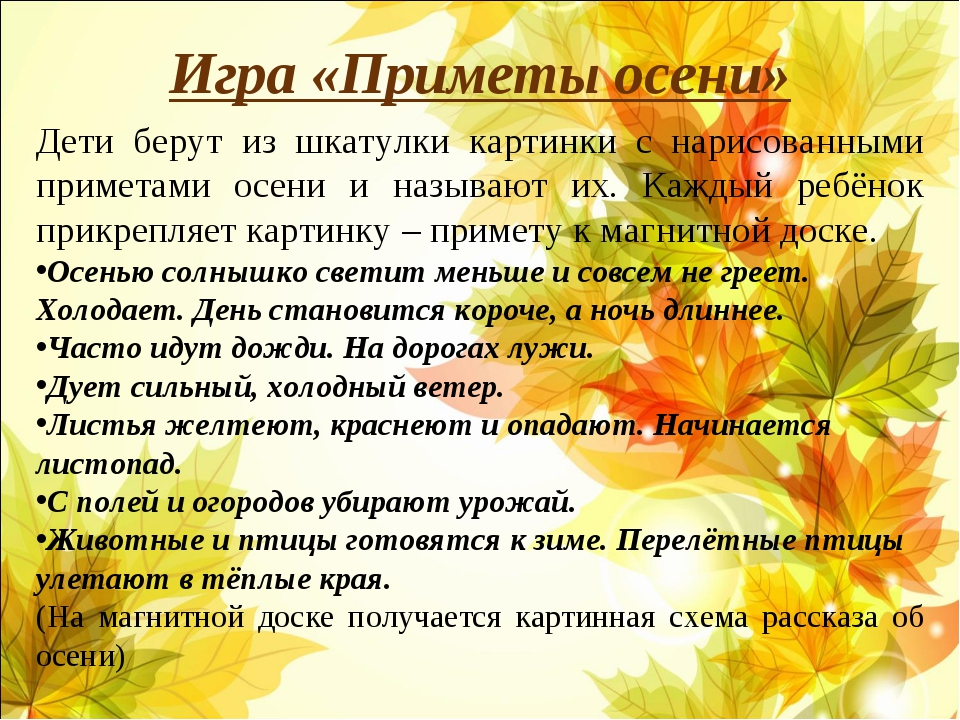 Игра «Приметы осени»
Дети берут из шкатулки картинки с нарисованными
приметами осени и называют их. Каждый ребёнок
прикрепляет картинку – примету к магнитной доске.
•Осенью солнышко светит меньше и совсем не греет.
Холодает. День становится короче, а ночь длиннее.
•Часто идут дожди. На дорогах лужи.
•Дует сильный, холодный ветер.
•Листья желтеют, краснеют и опадают. Начинается
листопад.
•С полей и огородов убирают урожай.
•Животные и птицы готовятся к зиме. Перелётные птицы
улетают в тёплые края.
(На магнитной доске получается картинная схема рассказа об
осени)